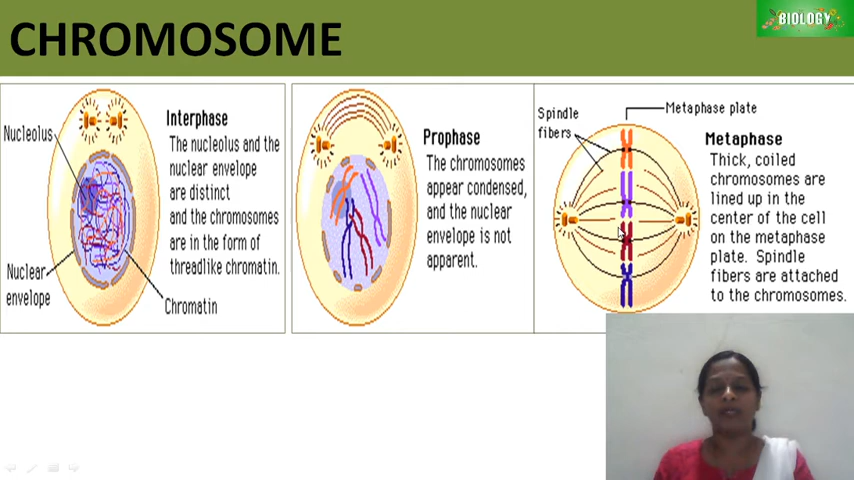 CHROMOSOME
BIOLOGY
Nucleolus
Nuclear
envelope
Chromatin
Interphase
The nucleolus and the
nuclear envelope
are distinct
and the chromosomes
are in the form of
threadlike chromatin.
Prophase
The chromosomes
appear condensed,
and the nuclear
envelope is not
apparent.
Spindle
fibers
Metaphase plate
Metaphase
Thick, coiled
chromosomes are
lined up in the
center of the cell
on the metaphase
plate. Spindle
fibers are attached
to the chromosomes.